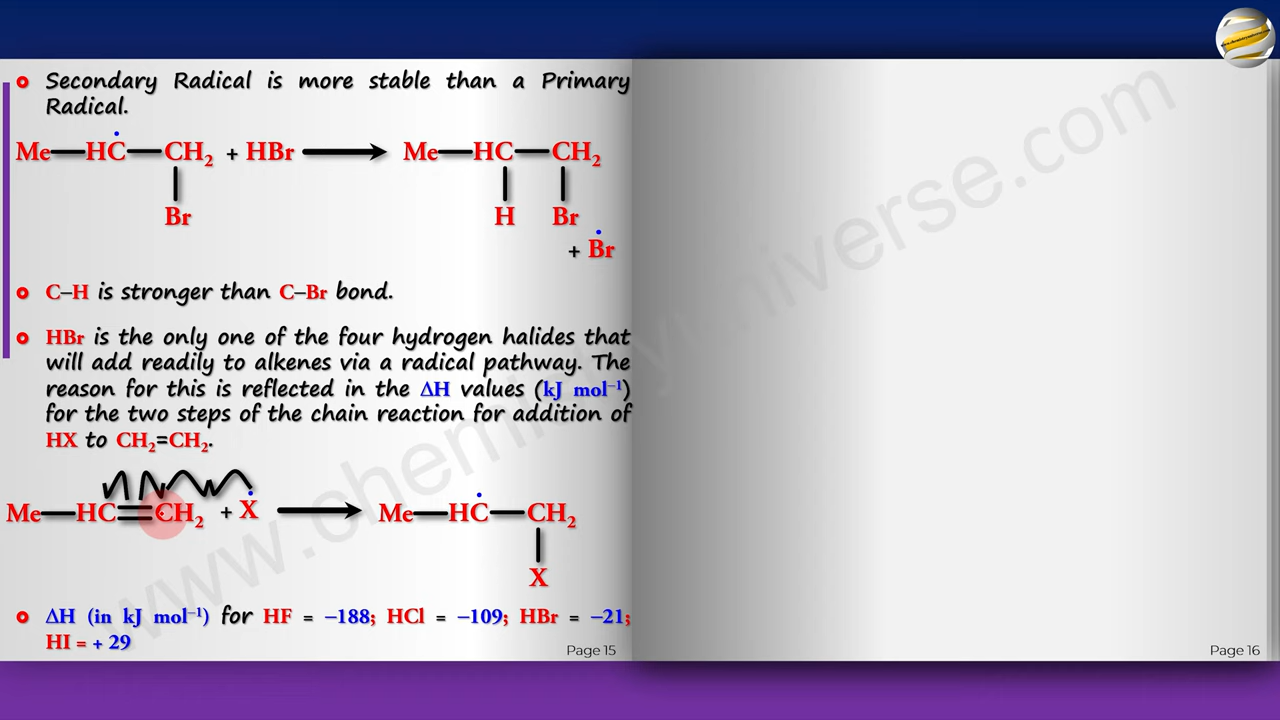 Secondary Radical is more stable than a Primary
Radical.
Me—HĊ—CH₂ + HBr ⟶ Me—HC—CH₂
Br H Br
+ Ḃr
C–H is stronger than C–Br bond.
HBr is the only one of the four hydrogen halides that
will add readily to alkenes via a radical pathway. The
reason for this is reflected in the ΔH values (kJ mol⁻¹)
for the two steps of the chain reaction for addition of
HX to CH₂=CH₂.
Me—HC=CH₂ + Ẋ ⟶ Me—HĊ—CH₂
X
ΔH (in kJ mol⁻¹) for HF = –188; HCl = –109; HBr = –21;
HI = + 29
Page 15
Page 16
www.chemistryuniverse.com